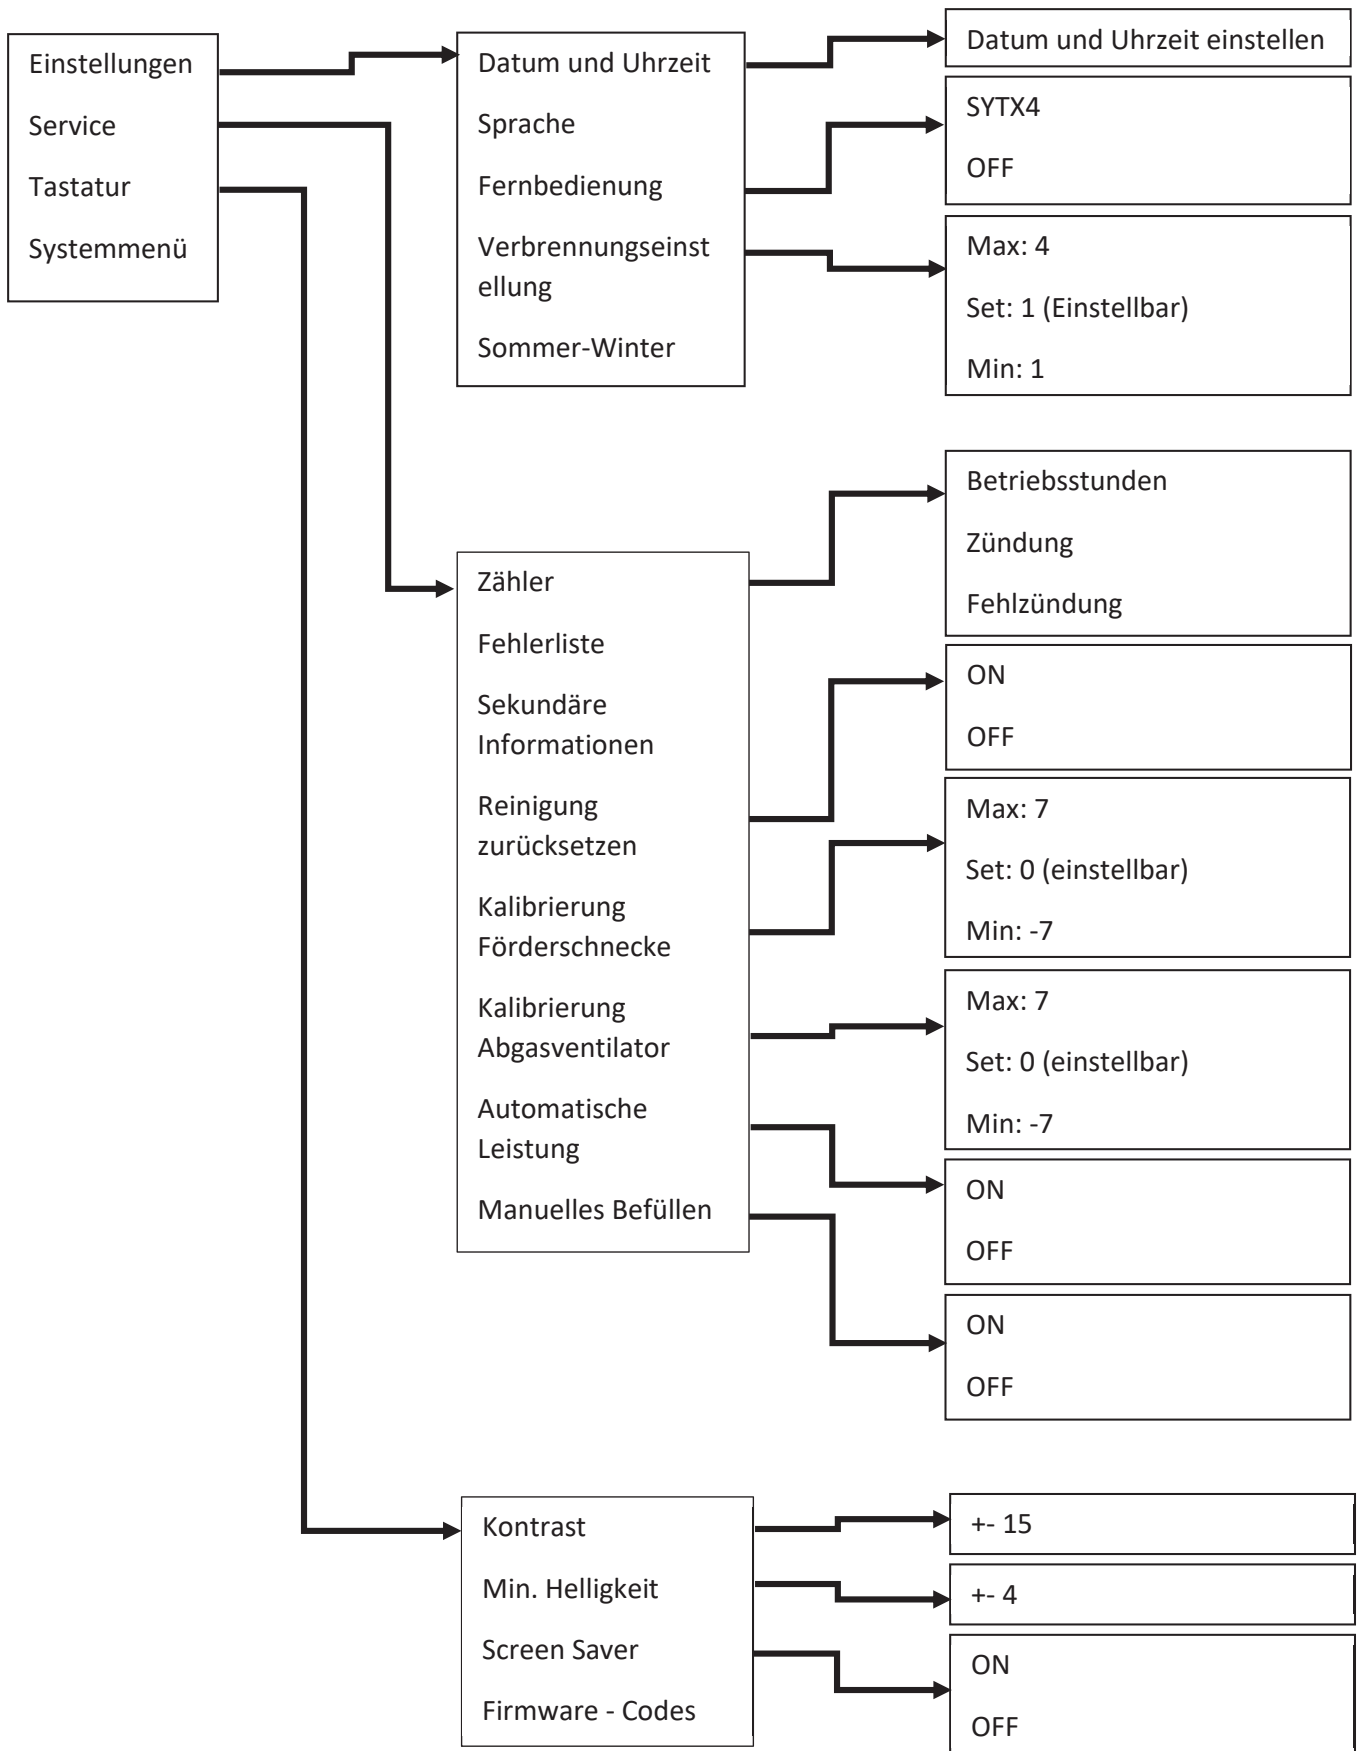 Einstellungen
Service
Tastatur
Systemmenü
Datum und Uhrzeit
Sprache
Fernbedienung
Verbrennungseinst
ellung
Sommer-Winter
Datum und Uhrzeit einstellen
SYTX4
OFF
Max: 4
Set: 1 (Einstellbar)
Min: 1
Zähler
Fehlerliste
Sekundäre
Informationen
Reinigung
zurücksetzen
Kalibrierung
Förderschnecke
Kalibrierung
Abgasventilator
Automatische
Leistung
Manuelles Befüllen
Betriebsstunden
Zündung
Fehlzündung
ON
OFF
Max: 7
Set: 0 (einstellbar)
Min: -7
Max: 7
Set: 0 (einstellbar)
Min: -7
ON
OFF
ON
OFF
Kontrast
Min. Helligkeit
Screen Saver
Firmware - Codes
+- 15
+- 4
ON
OFF